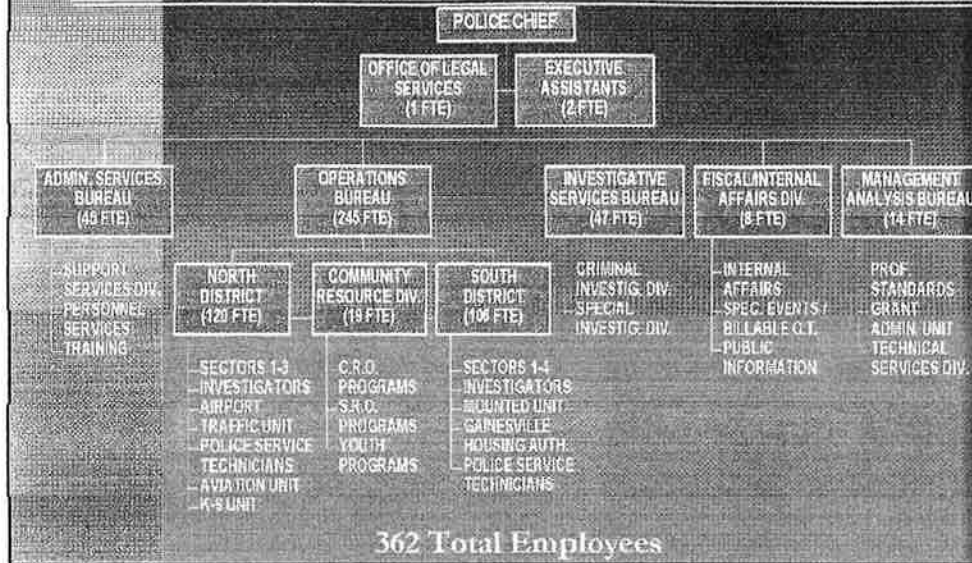 POLICE CHIEF
OFFICE OF LEGAL
SERVICES
(1 FTE)
EXECUTIVE
ASSISTANTS
(2 FTE)
ADMIN. SERVICES
BUREAU
(45 FTE)
OPERATIONS
BUREAU
(245 FTE)
INVESTIGATIVE
SERVICES BUREAU
(47 FTE)
FISCAL/INTERNAL
AFFAIRS DIV.
(8 FTE)
MANAGEMENT
ANALYSIS BUREAU
(14 FTE)
SUPPORT
SERVICES DIV.
PERSONNEL
SERVICES
TRAINING
NORTH
DISTRICT
(120 FTE)
COMMUNITY
RESOURCE DIV.
(19 FTE)
SOUTH
DISTRICT
(106 FTE)
CRIMINAL
INVESTIG. DIV.
SPECIAL
INVESTIG. DIV.
INTERNAL
AFFAIRS
SPEC. EVENTS /
BILLABLE O.T.
PUBLIC
INFORMATION
PROF.
STANDARDS
GRANT
ADMIN. UNIT
TECHNICAL
SERVICES DIV.
SECTORS 1-3
INVESTIGATORS
AIRPORT
TRAFFIC UNIT
POLICE SERVICE
TECHNICIANS
AVIATION UNIT
K-9 UNIT
C.R.O.
PROGRAMS
S.R.O.
PROGRAMS
YOUTH
PROGRAMS
SECTORS 1-4
INVESTIGATORS
MOUNTED UNIT
GAINESVILLE
HOUSING AUTH.
POLICE SERVICE
TECHNICIANS
362 Total Employees